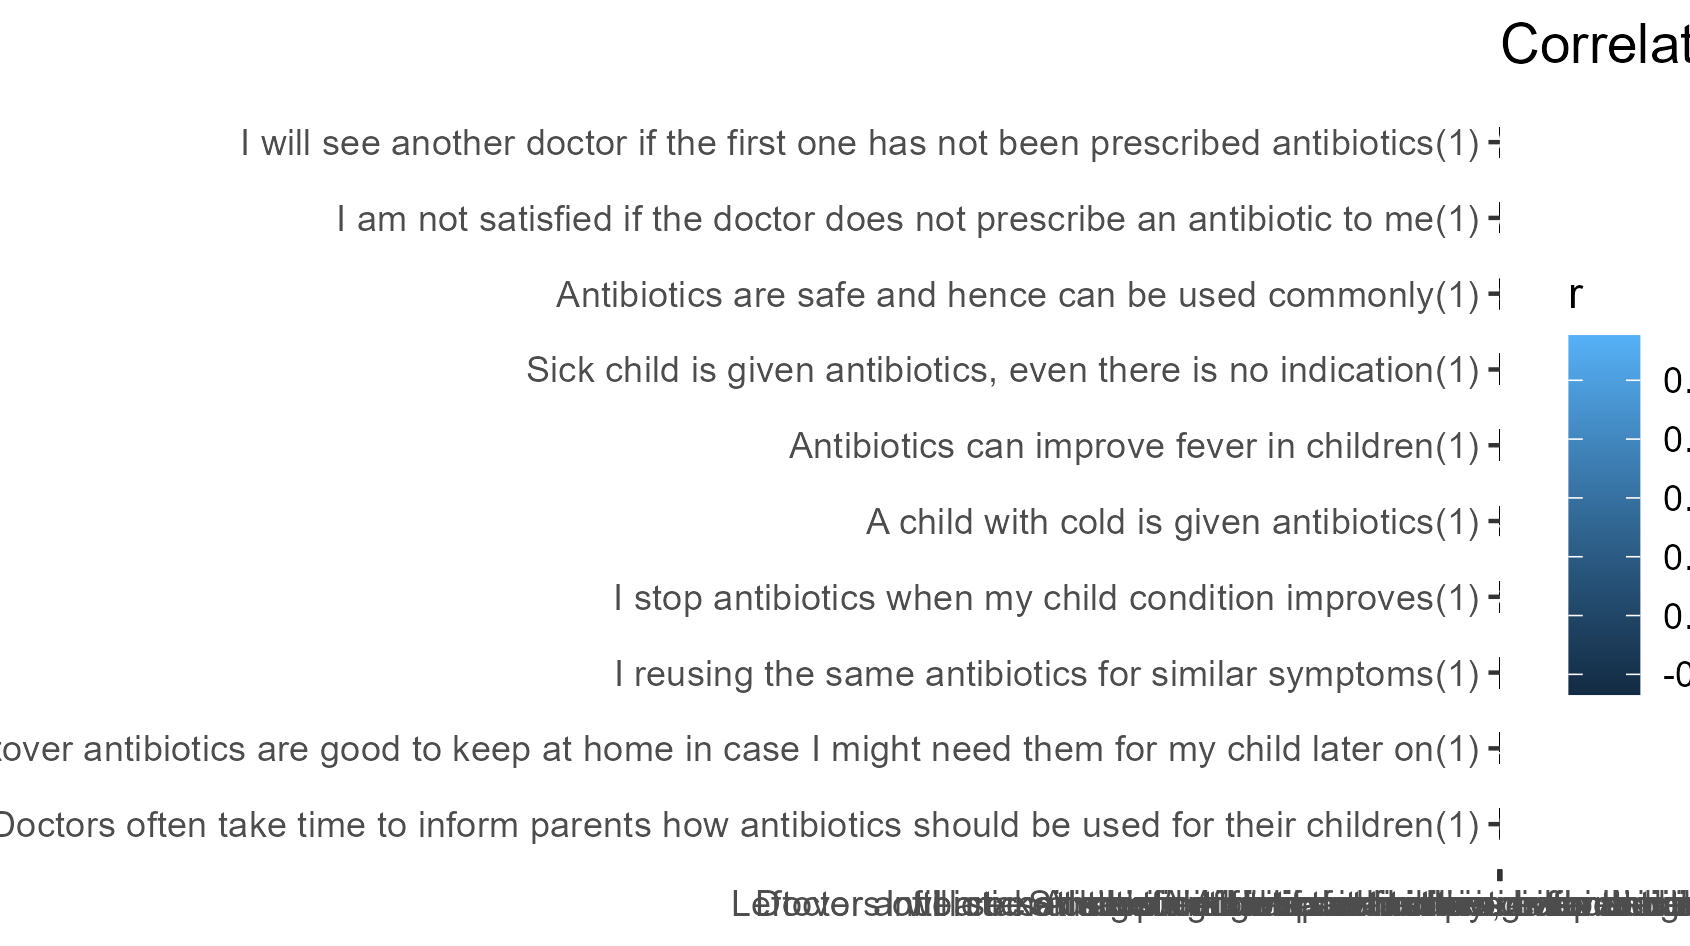 Correlat
I will see another doctor if the first one has not been prescribed antibiotics(1)
I am not satisfied if the doctor does not prescribe an antibiotic to me(1)
Antibiotics are safe and hence can be used commonly(1)
r
Sick child is given antibiotics, even there is no indication(1)
0.
Antibiotics can improve fever in children(1)
0.
0.
A child with cold is given antibiotics(1)
0.
I stop antibiotics when my child condition improves(1)
0.
I reusing the same antibiotics for similar symptoms(1)
-0
over antibiotics are good to keep at home in case I might need them for my child later on(1)
Doctors often take time to inform parents how antibiotics should be used for their children(1)